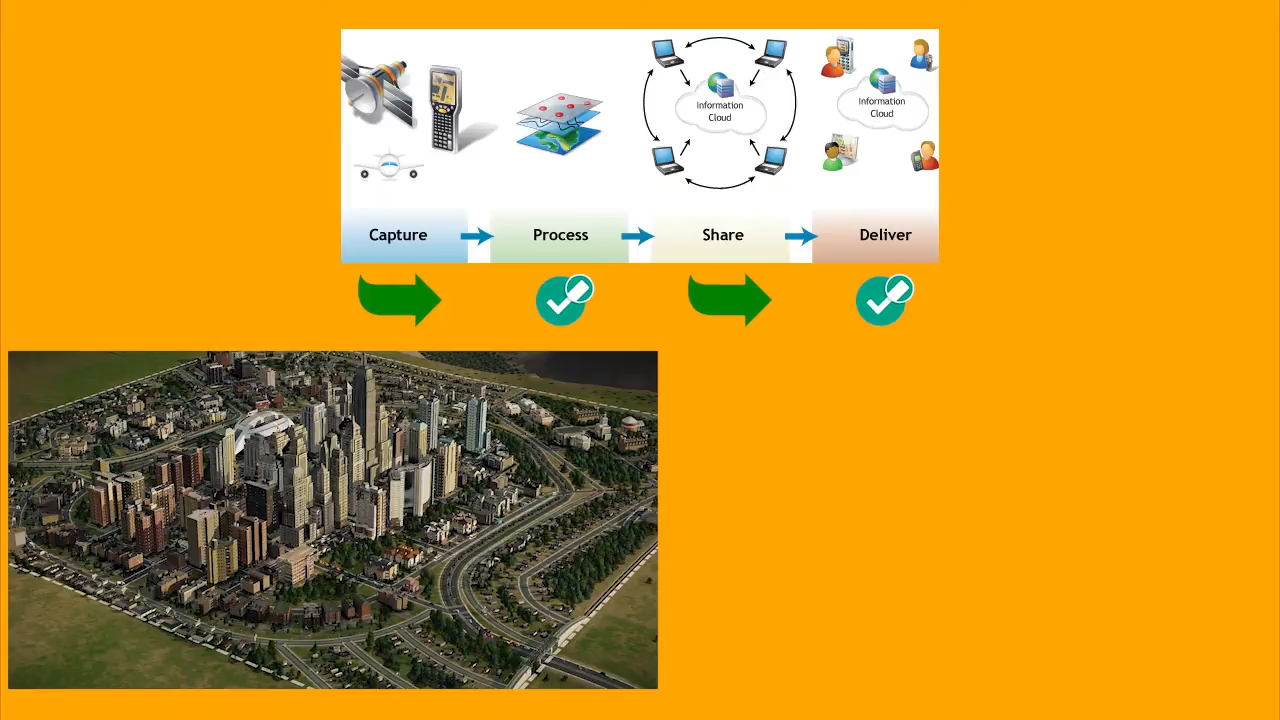 Information
Cloud
Information
Cloud
Capture
Process
Share
Deliver